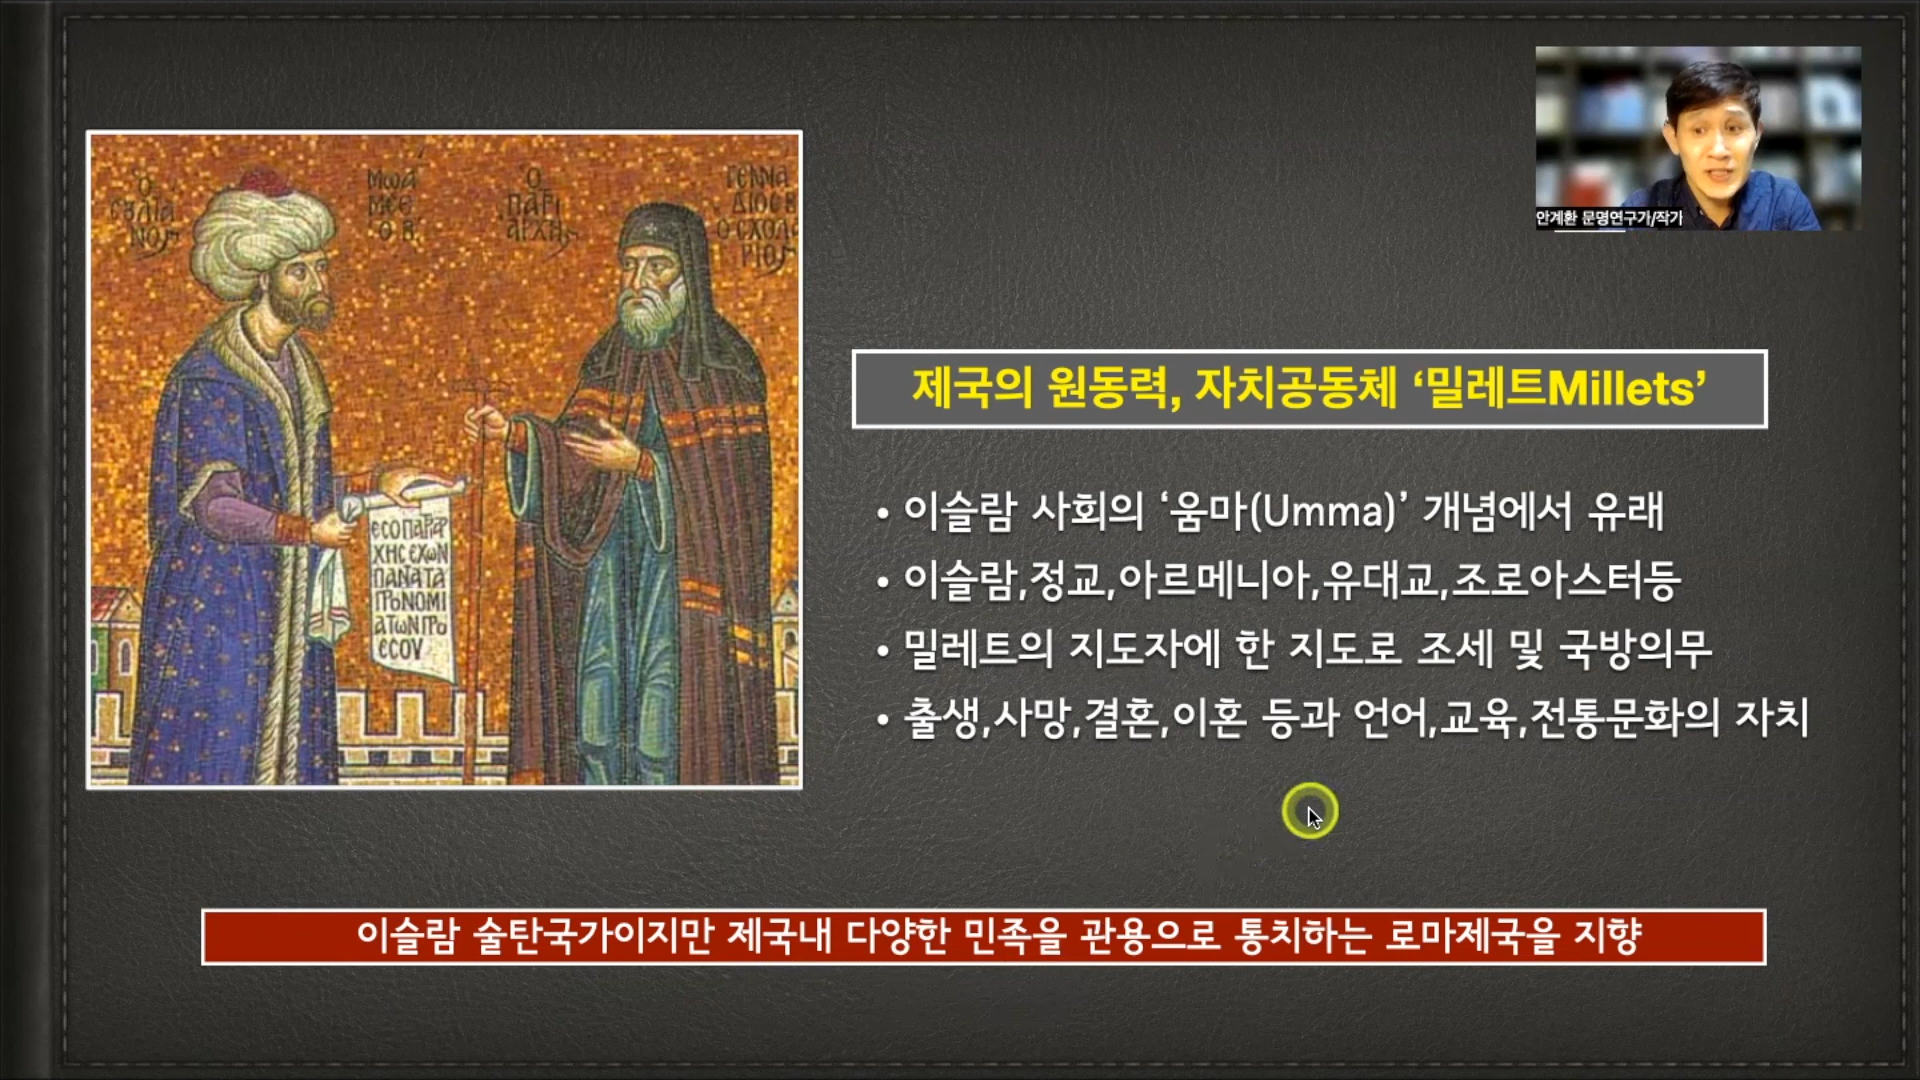 안계환 문명연구가/작가
제국의 원동력, 자치공동체 ‘밀레트Millets’
• 이슬람 사회의 ‘움마(Umma)’ 개념에서 유래
• 이슬람,정교,아르메니아,유대교,조로아스터등
• 밀레트의 지도자에 한 지도로 조세 및 국방의무
• 출생,사망,결혼,이혼 등과 언어,교육,전통문화의 자치
ΠΑΝΑΤΑ
이슬람 술탄국가이지만 제국내 다양한 민족을 관용으로 통치하는 로마제국을 지향